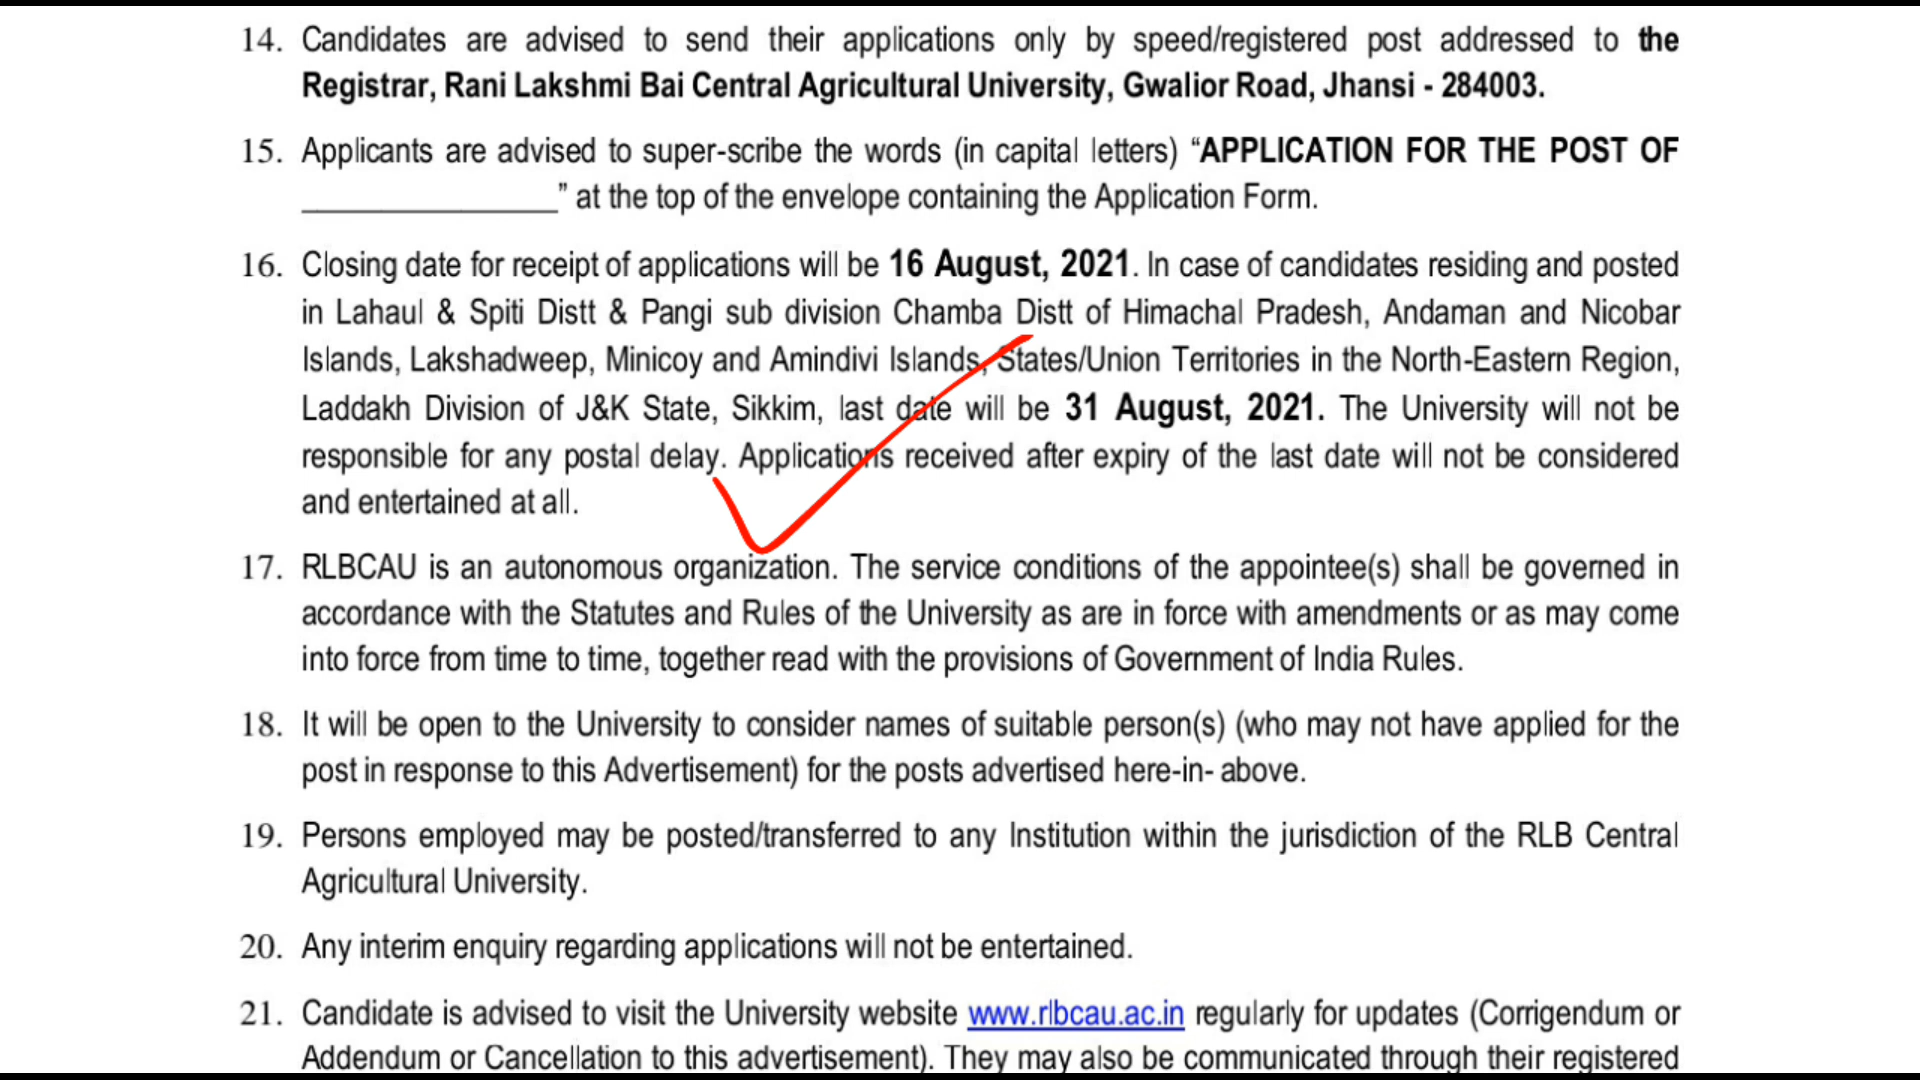 14. Candidates are advised to send their applications only by speed/registered post addressed to the
Registrar, Rani Lakshmi Bai Central Agricultural University, Gwalior Road, Jhansi - 284003.
15. Applicants are advised to super-scribe the words (in capital letters) “APPLICATION FOR THE POST OF
________________” at the top of the envelope containing the Application Form.
16. Closing date for receipt of applications will be 16 August, 2021. In case of candidates residing and posted
in Lahaul & Spiti Distt & Pangi sub division Chamba Distt of Himachal Pradesh, Andaman and Nicobar
Islands, Lakshadweep, Minicoy and Amindivi Islands, States/Union Territories in the North-Eastern Region,
Laddakh Division of J&K State, Sikkim, last date will be 31 August, 2021. The University will not be
responsible for any postal delay. Applications received after expiry of the last date will not be considered
and entertained at all.
17. RLBCAU is an autonomous organization. The service conditions of the appointee(s) shall be governed in
accordance with the Statutes and Rules of the University as are in force with amendments or as may come
into force from time to time, together read with the provisions of Government of India Rules.
18. It will be open to the University to consider names of suitable person(s) (who may not have applied for the
post in response to this Advertisement) for the posts advertised here-in- above.
19. Persons employed may be posted/transferred to any Institution within the jurisdiction of the RLB Central
Agricultural University.
20. Any interim enquiry regarding applications will not be entertained.
21. Candidate is advised to visit the University website www.rlbcau.ac.in regularly for updates (Corrigendum or
Addendum or Cancellation to this advertisement). They may also be communicated through their registered